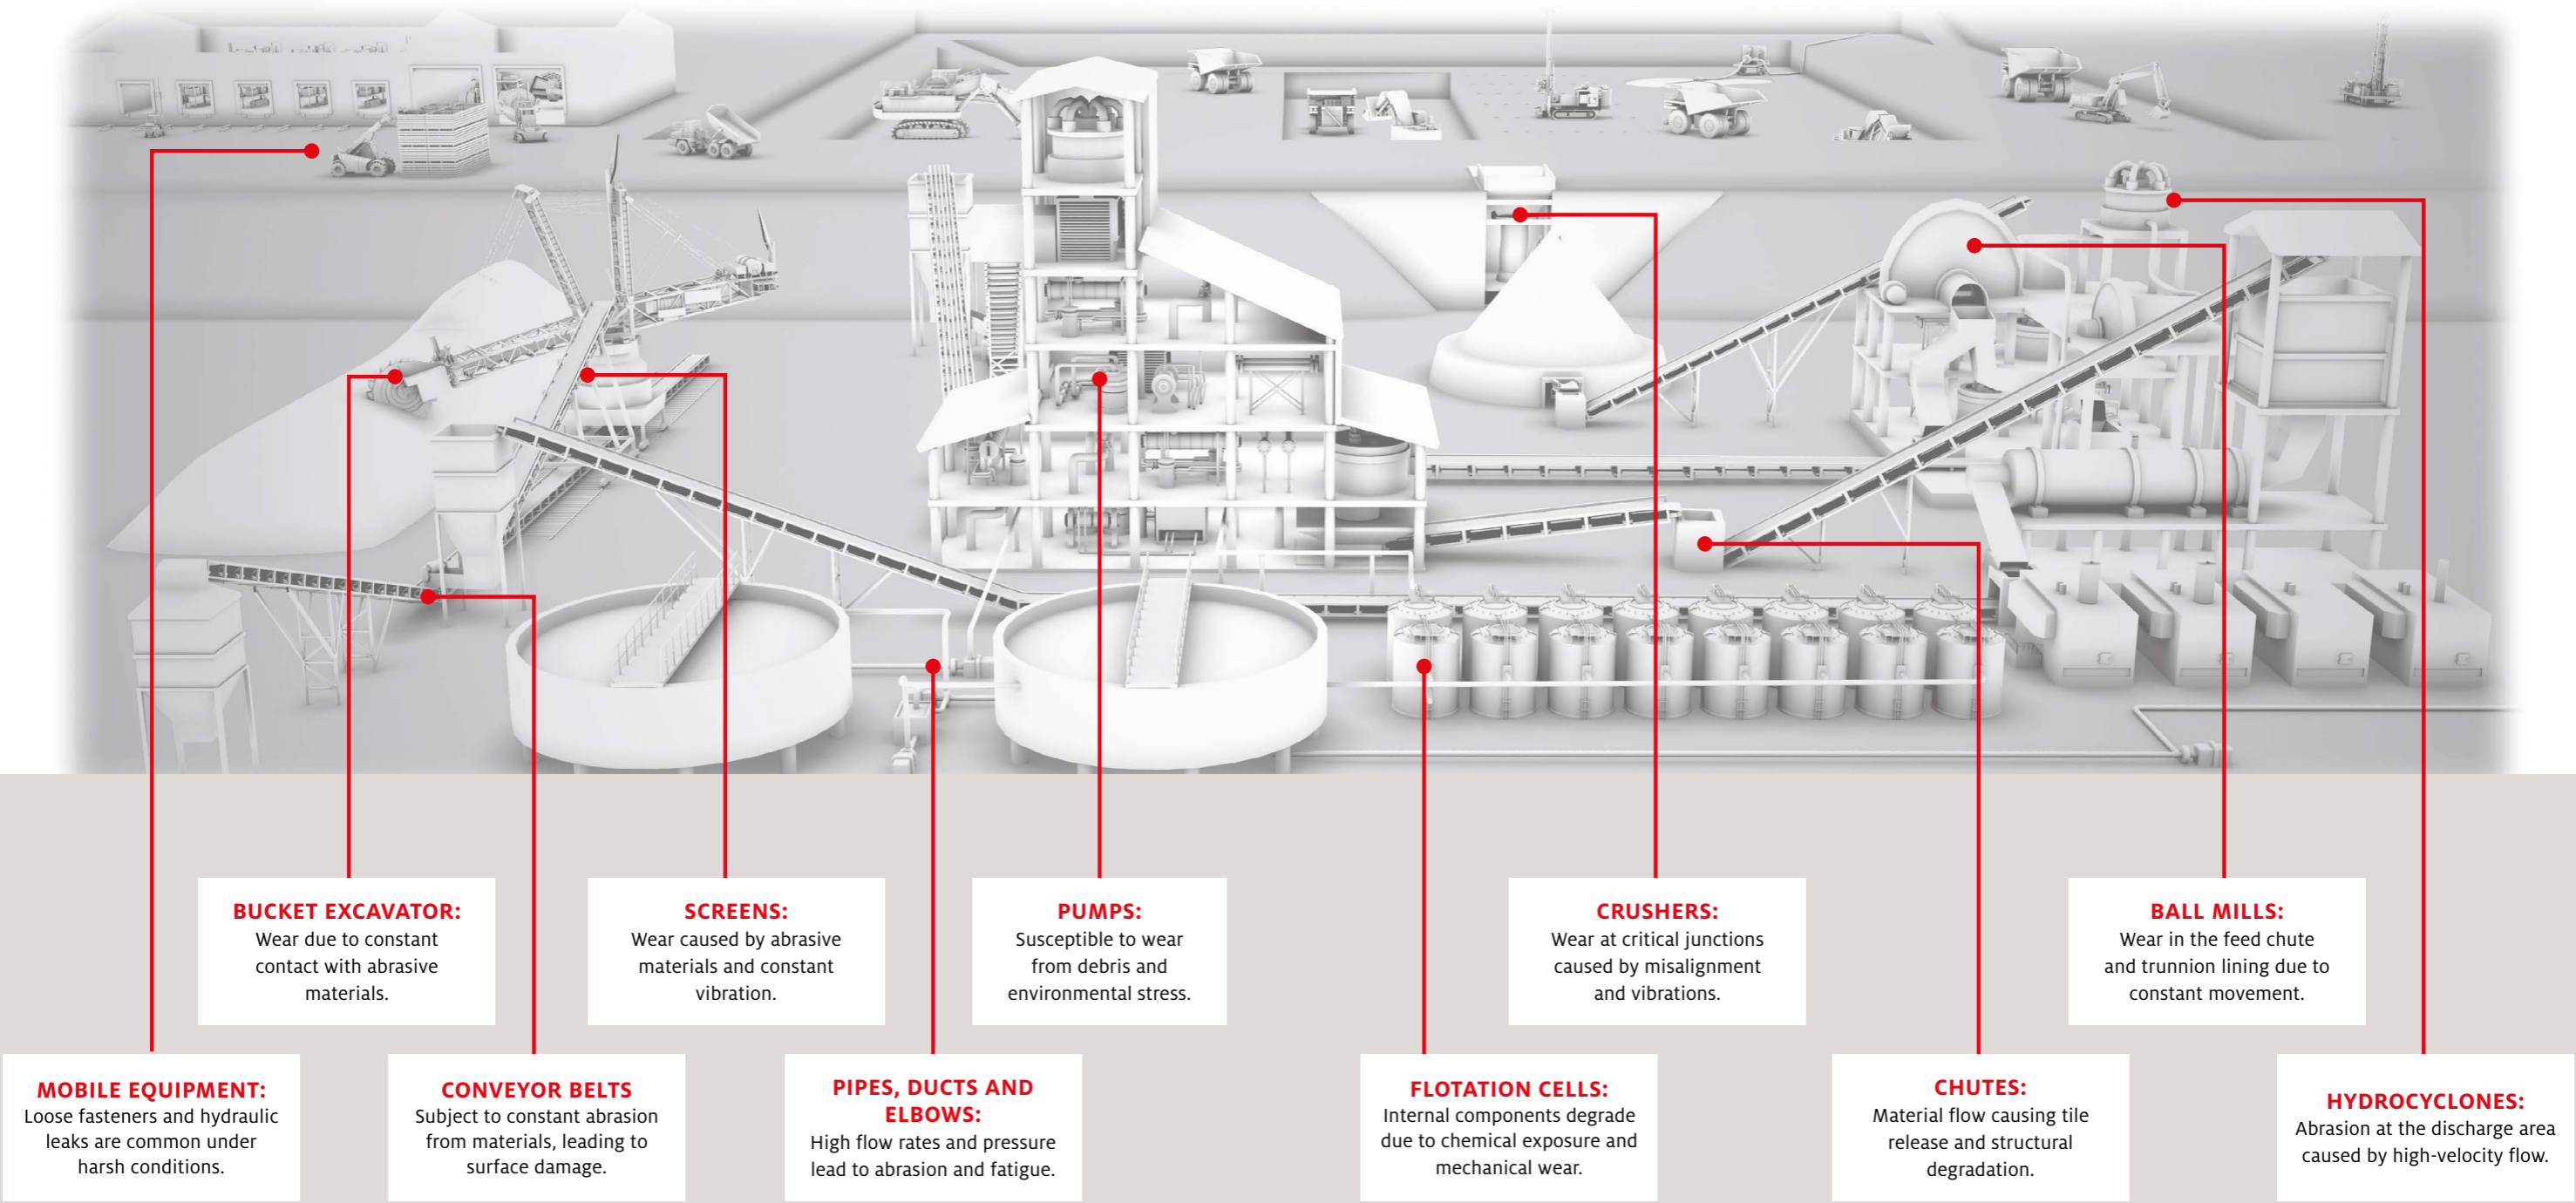 BUCKET EXCAVATOR:
Wear due to constant
contact with abrasive
materials.
SCREENS:
Wear caused by abrasive
materials and constant
vibration.
PUMPS:
Susceptible to wear
from debris and
environmental stress.
CRUSHERS:
Wear at critical junctions
caused by misalignment
and vibrations.
BALL MILLS:
Wear in the feed chute
and trunnion lining due to
constant movement.
MOBILE EQUIPMENT:
Loose fasteners and hydraulic
leaks are common under
harsh conditions.
CONVEYOR BELTS
Subject to constant abrasion
from materials, leading to
surface damage.
PIPES, DUCTS AND
ELBOWS:
High flow rates and pressure
lead to abrasion and fatigue.
FLOTATION CELLS:
Internal components degrade
due to chemical exposure and
mechanical wear.
CHUTES:
Material flow causing tile
release and structural
degradation.
HYDROCYCLONES:
Abrasion at the discharge area
caused by high-velocity flow.